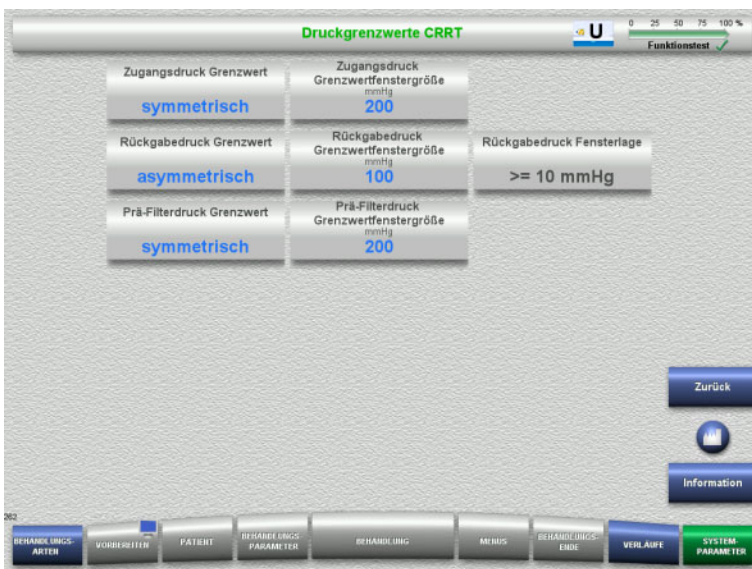 Druckgrenzwerte CRRT
U
0 25 50 75 100 %
Funktionstest
Zugangsdruck Grenzwert
symmetrisch
Zugangsdruck
Grenzwertfenstergröße
mmHg
200
Rückgabedruck Grenzwert
asymmetrisch
Rückgabedruck
Grenzwertfenstergröße
mmHg
100
Rückgabedruck Fensterlage
>= 10 mmHg
Prä-Filterdruck Grenzwert
symmetrisch
Prä-Filterdruck
Grenzwertfenstergröße
mmHg
200
Zurück
Information
262
BEHANDLUNGS-
ARTEN
VORBEREITEN
PATIENT
BEHANDLUNGS-
PARAMETER
BEHANDLUNG
MENÜS
BEHANDLUNGS-
ENDE
VERLÄUFE
SYSTEM-
PARAMETER